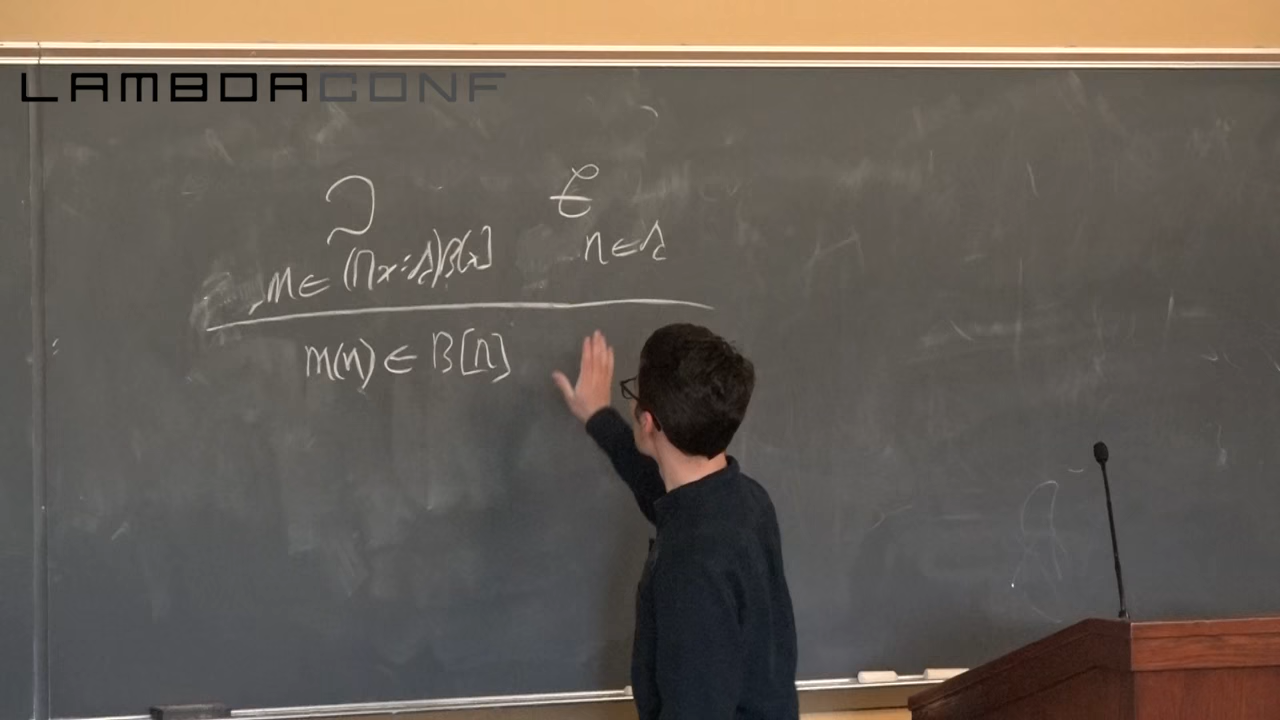 LAMBDACONF
D E
M ∈ (Πx:A)B[x] n ∈ A
m(n) ∈ B[n]